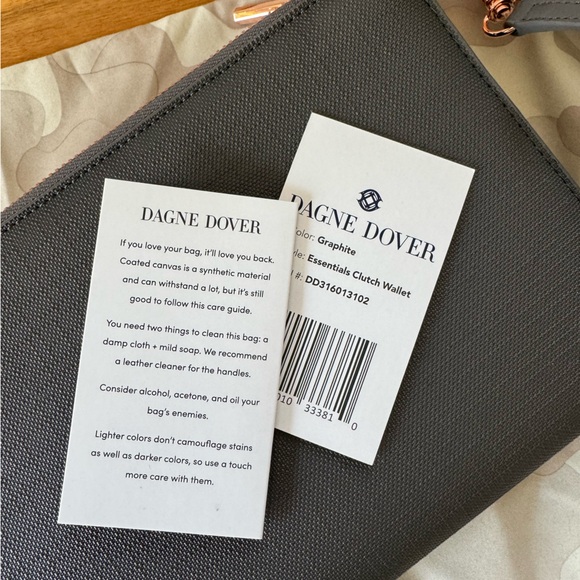 DAGNE DOVER
If you love your bag, it'll love you back.
Coated canvas is a synthetic material
and can withstand a lot, but it's still
good to follow this care guide.
You need two things to clean this bag: a
damp cloth + mild soap. We recommend
a leather cleaner for the handles.
Consider alcohol, acetone, and oil your
bag's enemies.
Lighter colors don't camouflage stains
as well as darker colors, so use a touch
more care with them.
DAGNE DOVER
olor: Graphite
tle: Essentials Clutch Wallet
#: DD316013102
010 33381 0